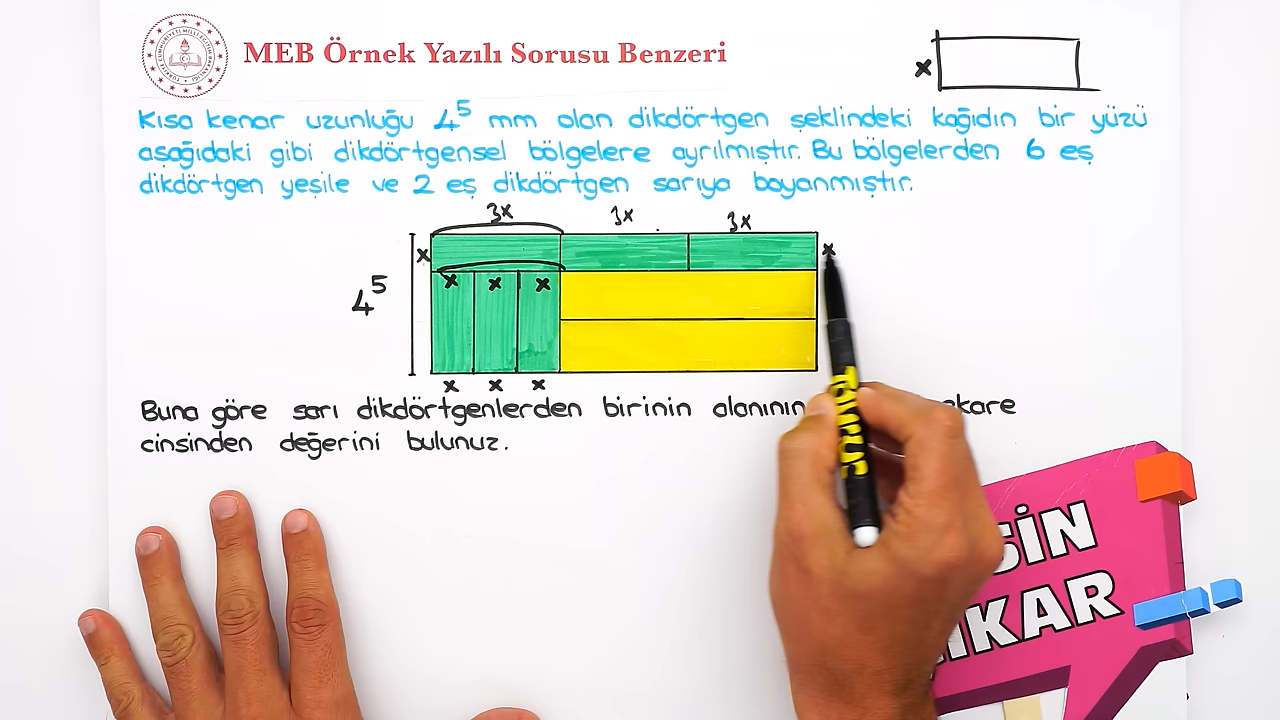 MEB Örnek Yazılı Sorusu Benzeri
x
Kısa kenar uzunluğu 4⁵ mm olan dikdörtgen şeklindeki kağıdın bir yüzü
aşağıdaki gibi dikdörtgensel bölgelere ayrılmıştır. Bu bölgelerden 6 eş
dikdörtgen yeşile ve 2 eş dikdörtgen sarıya boyanmıştır.
3x 3x 3x
x x
x x x
4⁵
x x x
Buna göre sarı dikdörtgenlerden birinin alanının
cinsinden değerini bulunuz.
TAVRUS